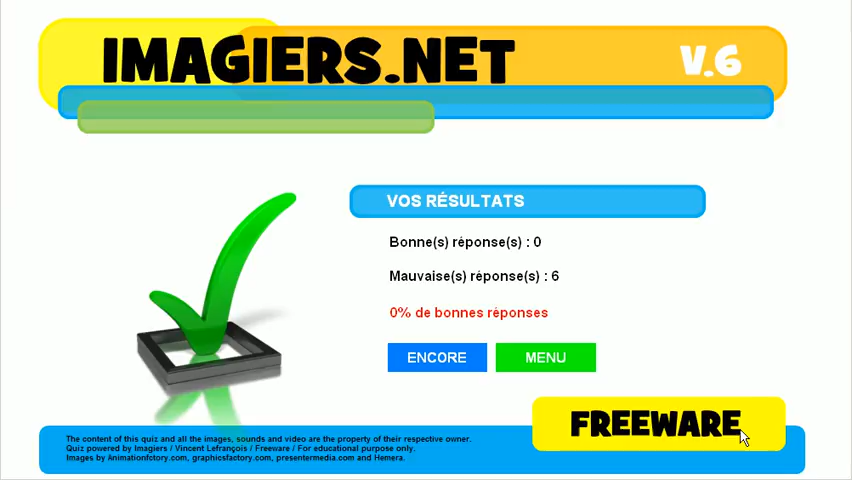 IMAGIERS.NET
V.6
VOS RÉSULTATS
Bonne(s) réponse(s) : 0
Mauvaise(s) réponse(s) : 6
0% de bonnes réponses
ENCORE
MENU
FREEWARE
The content of this quiz and all the images, sounds and video are the property of their respective owner.
Quiz powered by Imagiers / Vincent Lefrançois / Freeware / For educational purpose only.
Images by Animationfctory.com, graphicsfactory.com, presentermedia.com and Hemera.